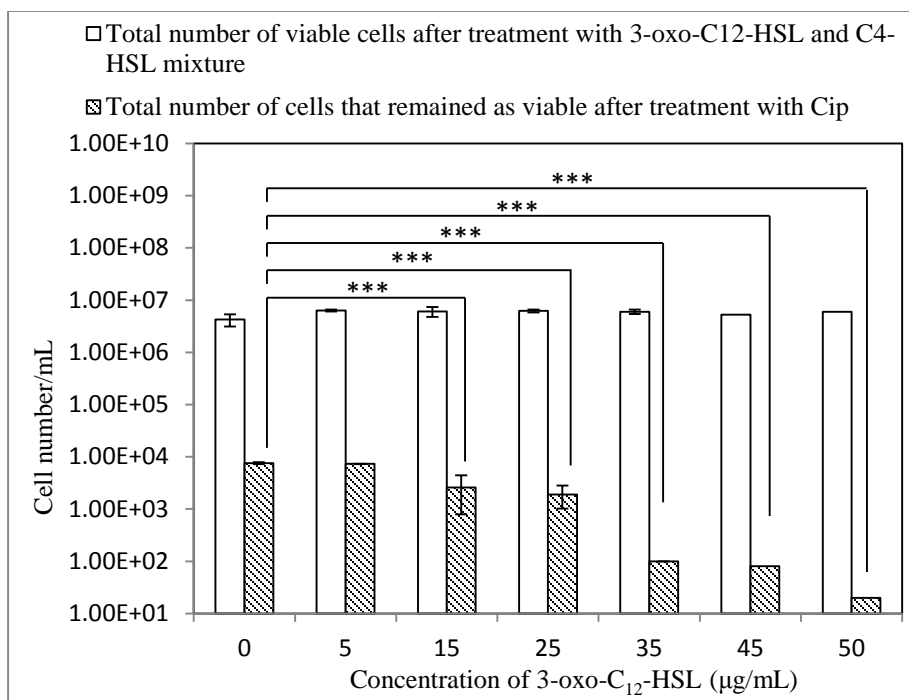 Total number of viable cells after treatment with 3-oxo-C12-HSL and C4-
HSL mixture
Total number of cells that remained as viable after treatment with Cip
1.00E+10
1.00E+09
1.00E+08
1.00E+07
1.00E+06
1.00E+05
1.00E+04
1.00E+03
1.00E+02
1.00E+01
Cell number/mL
***
***
***
***
***
0 5 15 25 35 45 50
Concentration of 3-oxo-C₁₂-HSL (μg/mL)